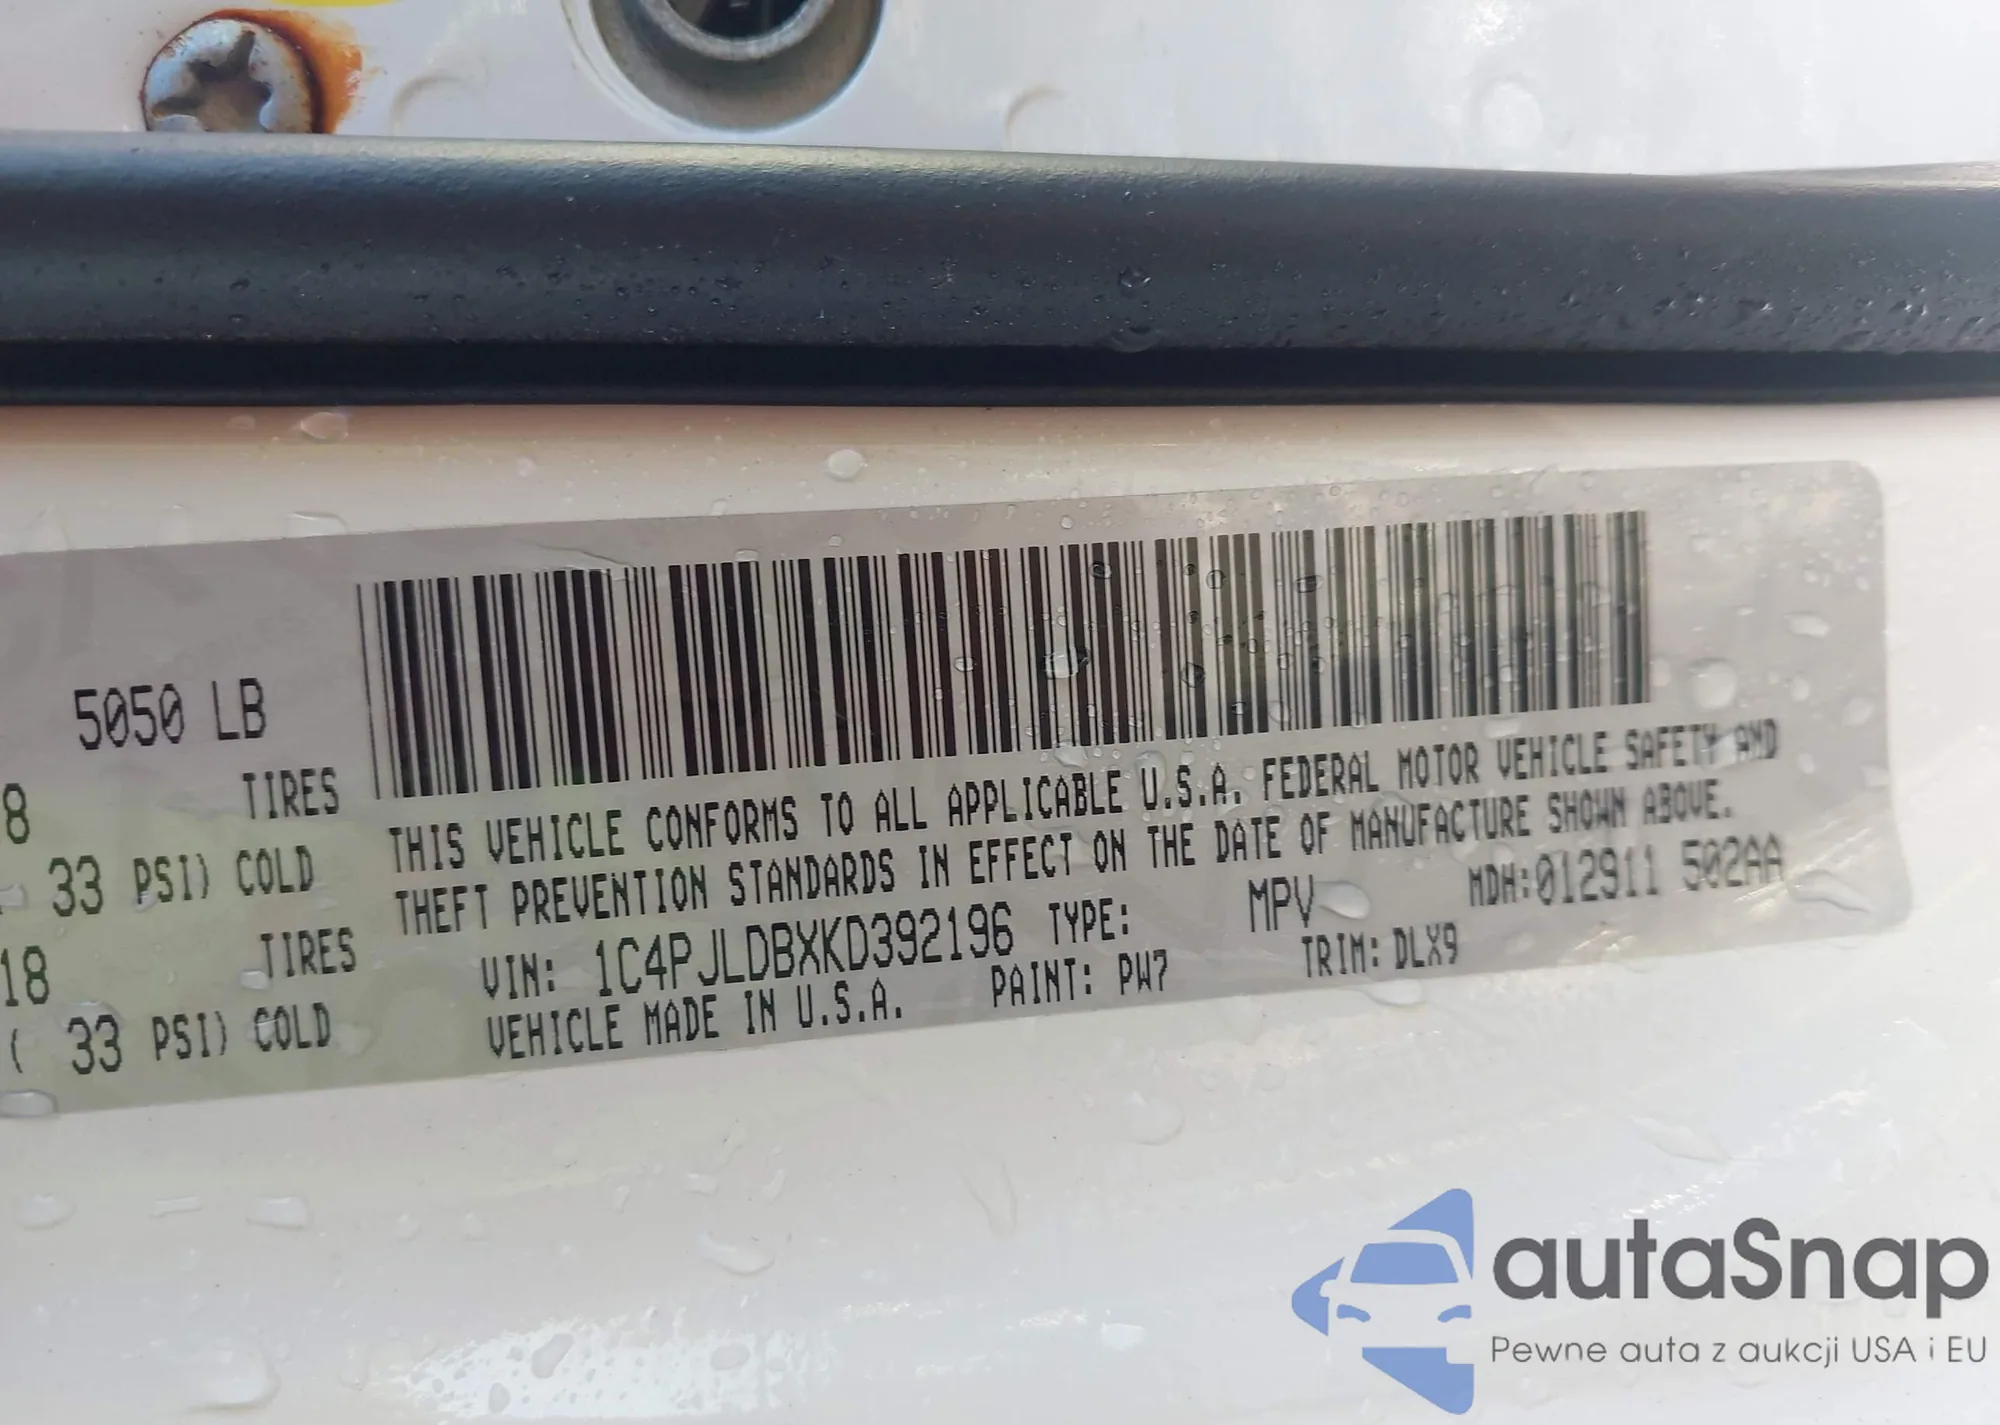 5050 LB
8 TIRES
33 PSI) COLD
18 TIRES
( 33 PSI) COLD
THIS VEHICLE CONFORMS TO ALL APPLICABLE U.S.A. FEDERAL MOTOR VEHICLE SAFETY AND
THEFT PREVENTION STANDARDS IN EFFECT ON THE DATE OF MANUFACTURE SHOWN ABOVE.
VIN: 1C4PJLDBXKD392196 TYPE: MPV MDH:012911 502AA
VEHICLE MADE IN U.S.A. PAINT: PW7 TRIM: DLX9
autaSnap
Pewne auta z aukcji USA i EU